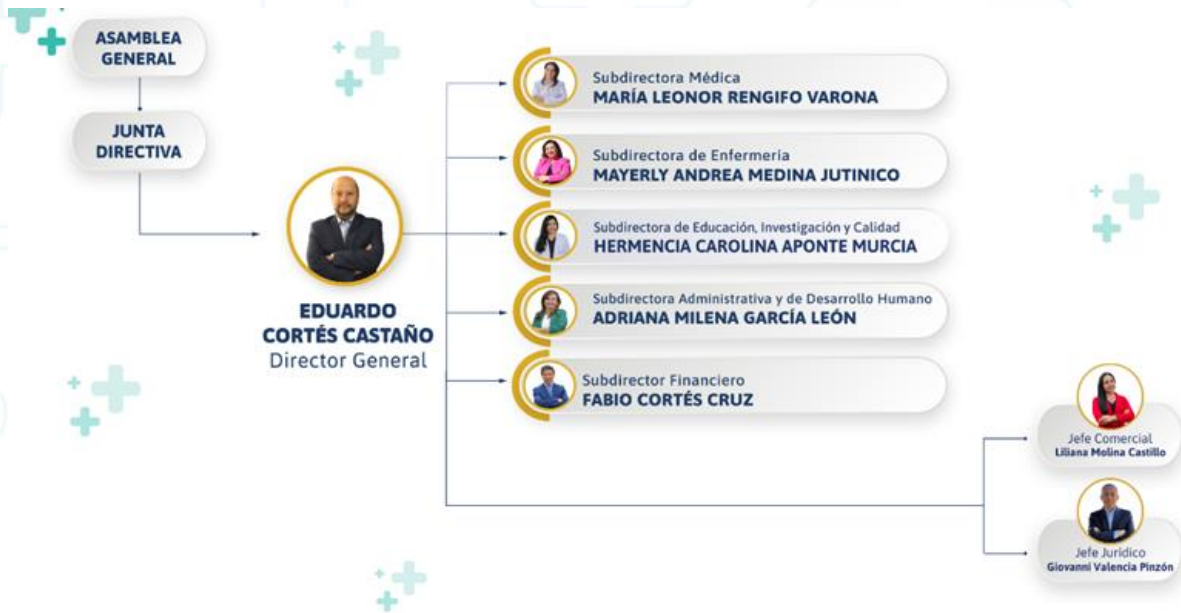 ASAMBLEA
GENERAL
JUNTA
DIRECTIVA
EDUARDO
CORTÉS CASTAÑO
Director General
Subdirectora Médica
MARÍA LEONOR RENGIFO VARONA
Subdirectora de Enfermería
MAYERLY ANDREA MEDINA JUTINICO
Subdirectora de Educación, Investigación y Calidad
HERMENCIA CAROLINA APONTE MURCIA
Subdirectora Administrativa y de Desarrollo Humano
ADRIANA MILENA GARCÍA LEÓN
Subdirector Financiero
FABIO CORTÉS CRUZ
Jefe Comercial
Liliana Molina Castillo
Jefe Jurídico
Giovanni Valencia Pinzón